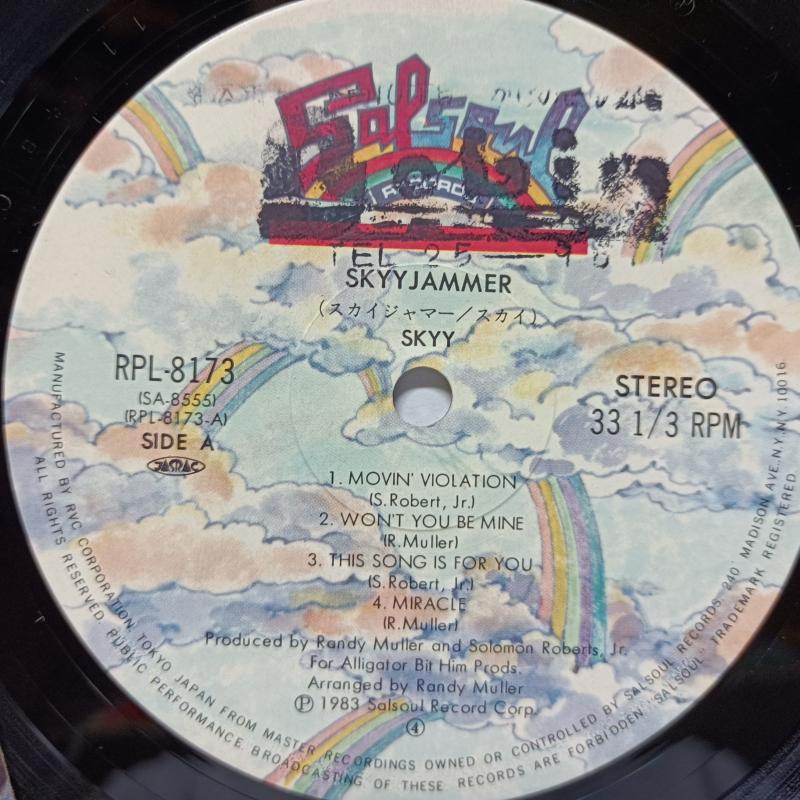 Salsoul
RECORDS
TEL 25
SKYYJAMMER
(スカイジャマー/スカイ)
SKYY
RPL-8173
(SA-8555)
(RPL-8173-A)
SIDE A
JASRAC
STEREO
33 1/3 RPM
1. MOVIN' VIOLATION
(S.Robert, Jr.)
2. WON'T YOU BE MINE
(R.Muller)
3. THIS SONG IS FOR YOU
(S.Robert, Jr.)
4. MIRACLE
(R.Muller)
Produced by Randy Muller and Solomon Roberts, Jr.
For Alligator Bit Him Prods.
Arranged by Randy Muller
Ⓟ 1983 Salsoul Record Corp.
④
MANUFACTURED BY RVC CORPORATION, TOKYO JAPAN FROM MASTER RECORDINGS OWNED OR CONTROLLED BY SALSOUL RECORDS 240 MADISON AVE.N.Y.N.Y. 10016.
ALL RIGHTS RESERVED. PUBLIC PERFORMANCE. BROADCASTING OF THESE RECORDS ARE FORBIDDEN. "SALSOUL" TRADEMARK REGISTERED.